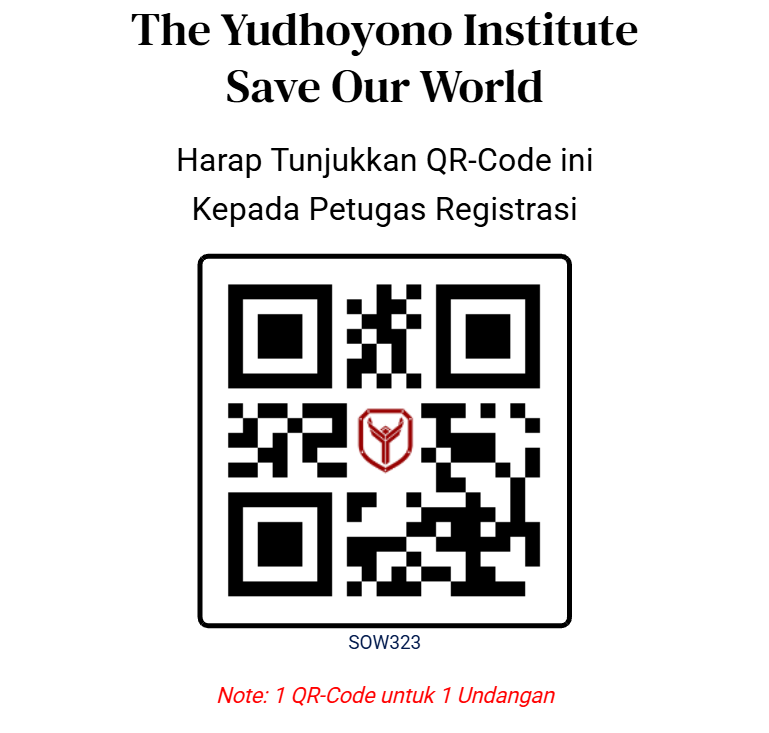 The Yudhoyono Institute
Save Our World
Harap Tunjukkan QR-Code ini
Kepada Petugas Registrasi
SOW323
Note: 1 QR-Code untuk 1 Undangan